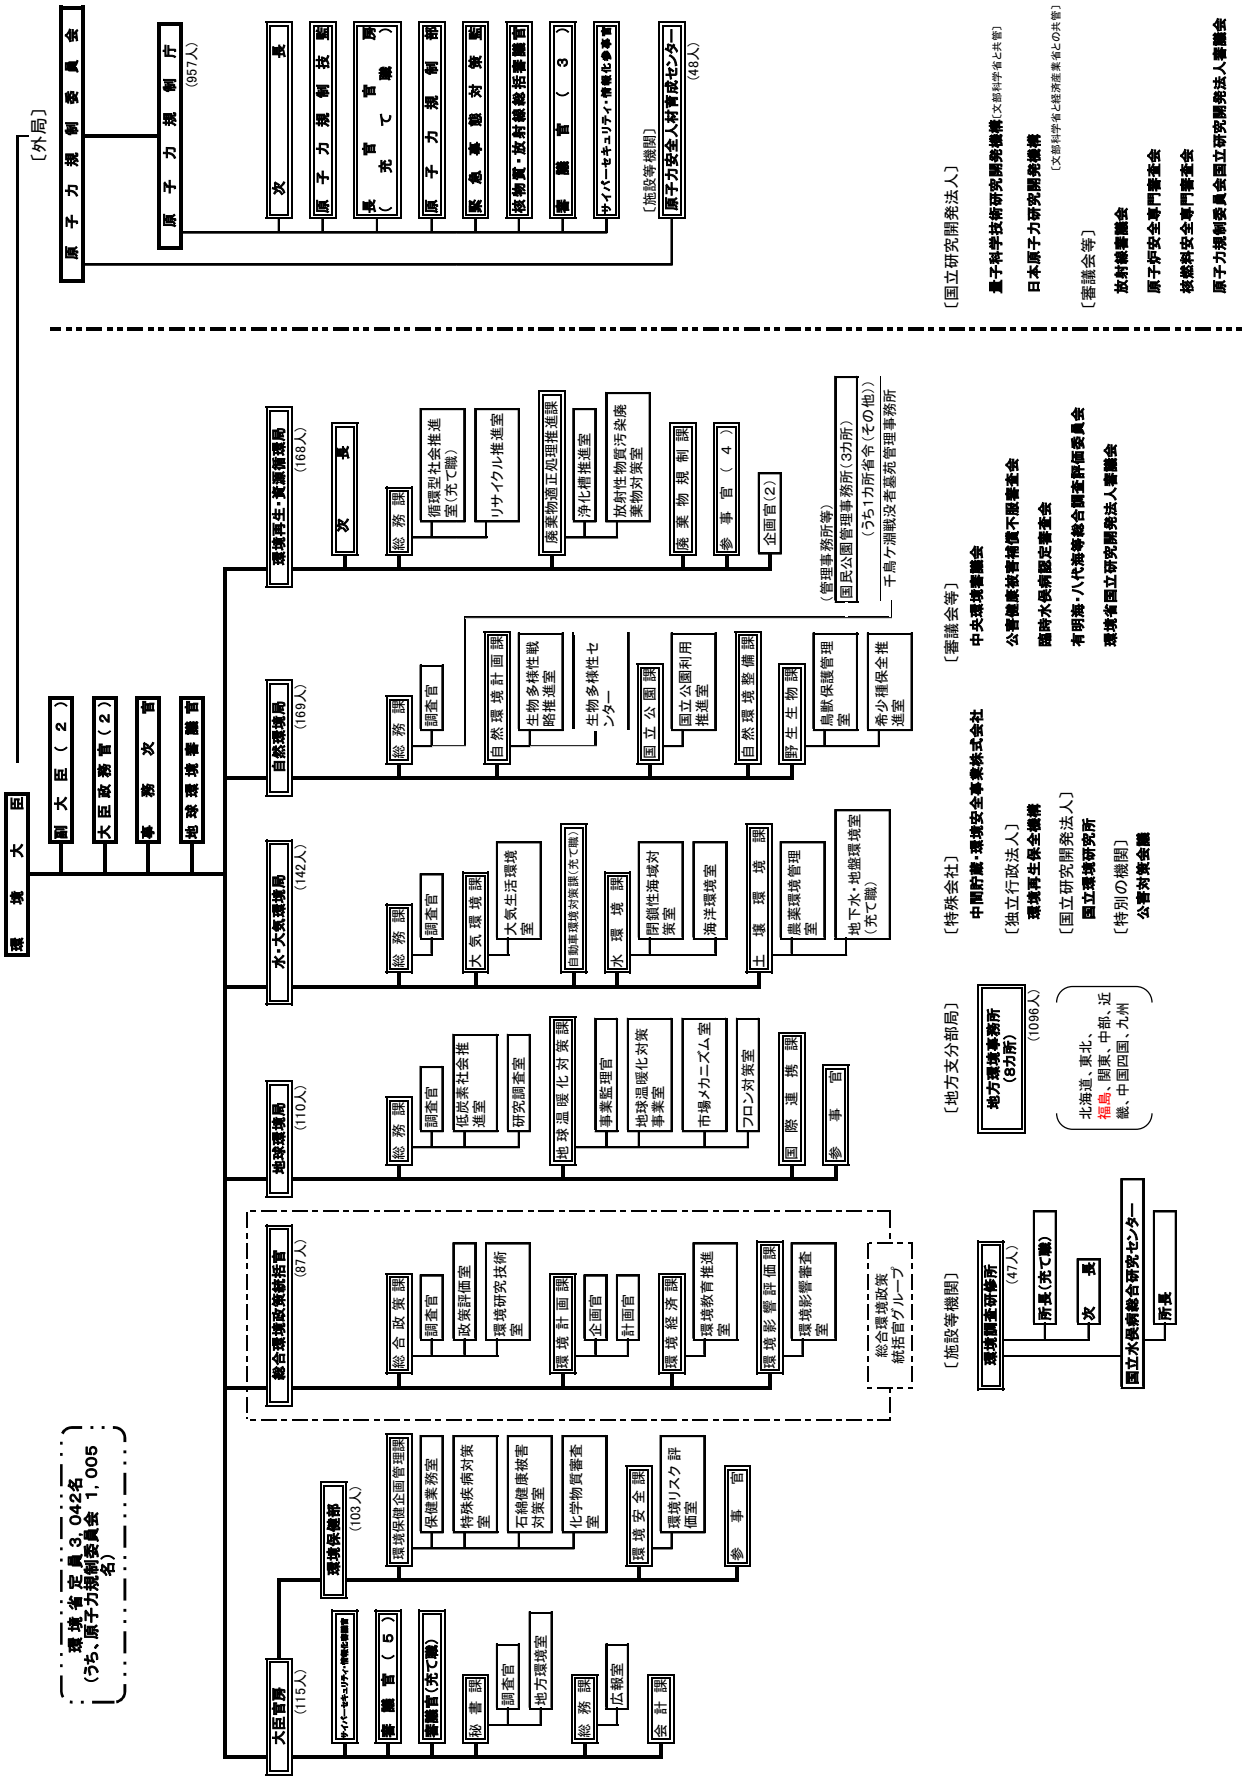 環境省定員3,042名
(うち、原子力規制委員会 1,005
名)
環境大臣
副大臣(2)
大臣政務官(2)
事務次官
地球環境審議官
大臣官房
(115人)
サイバーセキュリティ・情報化審議官
審議官(5)
審議官(充て職)
秘書課
調査官
地方環境室
総務課
広報室
会計課
環境保健部
(103人)
環境保健企画管理課
保健業務室
特殊疾病対策
室
石綿健康被害
対策室
化学物質審査
室
環境安全課
環境リスク評
価室
参事官
総合環境政策統括官
(87人)
総合政策課
調査官
政策評価室
環境研究技術
室
環境計画課
企画官
計画官
環境経済課
環境教育推進
室
環境影響評価課
環境影響審査
室
総合環境政策
統括官グループ
地球環境局
(110人)
総務課
調査官
低炭素社会推
進室
研究調査室
地球温暖化対策課
事業監理官
地球温暖化対策
事業室
市場メカニズム室
フロン対策室
国際連携課
参事官
水・大気環境局
(142人)
総務課
調査官
大気環境課
大気生活環境
室
自動車環境対策課(充て職)
水環境課
閉鎖性海域対
策室
海洋環境室
土壌環境課
農薬環境管理
室
地下水・地盤環境室
(充て職)
自然環境局
(169人)
総務課
調査官
自然環境計画課
生物多様性戦
略推進室
生物多様性セ
ンター
国立公園課
国立公園利用
推進室
自然環境整備課
野生生物課
鳥獣保護管理
室
希少種保全推
進室
(管理事務所等)
国民公園管理事務所(3カ所)
(うち1カ所省令(その他))
千鳥ケ淵戦没者墓苑管理事務所
環境再生・資源循環局
(168人)
次長
総務課
循環型社会推進
室(充て職)
リサイクル推進室
廃棄物適正処理推進課
浄化槽推進室
放射性物質汚染廃
棄物対策室
廃棄物規制課
参事官(4)
企画官(2)
[外局]
原子力規制委員会
原子力規制庁
(957人)
次長
原子力規制技監
長官官房
(充て職)
原子力規制部
緊急事態対策監
核物質・放射線総括審議官
審議官(3)
サイバーセキュリティ・情報化参事官
[施設等機関]
原子力安全人材育成センター
(48人)
[施設等機関]
環境調査研修所
(47人)
所長(充て職)
次長
国立水俣病総合研究センター
所長
[地方支分部局]
地方環境事務所
(8カ所)
(1096人)
北海道、東北、
福島、関東、中部、近
畿、中国四国、九州
[特殊会社]
中間貯蔵・環境安全事業株式会社
[独立行政法人]
環境再生保全機構
[国立研究開発法人]
国立環境研究所
[特別の機関]
公害対策会議
[審議会等]
中央環境審議会
公害健康被害補償不服審査会
臨時水俣病認定審査会
有明海・八代海等総合調査評価委員会
環境省国立研究開発法人審議会
[国立研究開発法人]
量子科学技術研究開発機構[文部科学省と共管]
日本原子力研究開発機構
[文部科学省と経済産業省との共管]
[審議会等]
放射線審議会
原子炉安全専門審査会
核燃料安全専門審査会
原子力規制委員会国立研究開発法人審議会